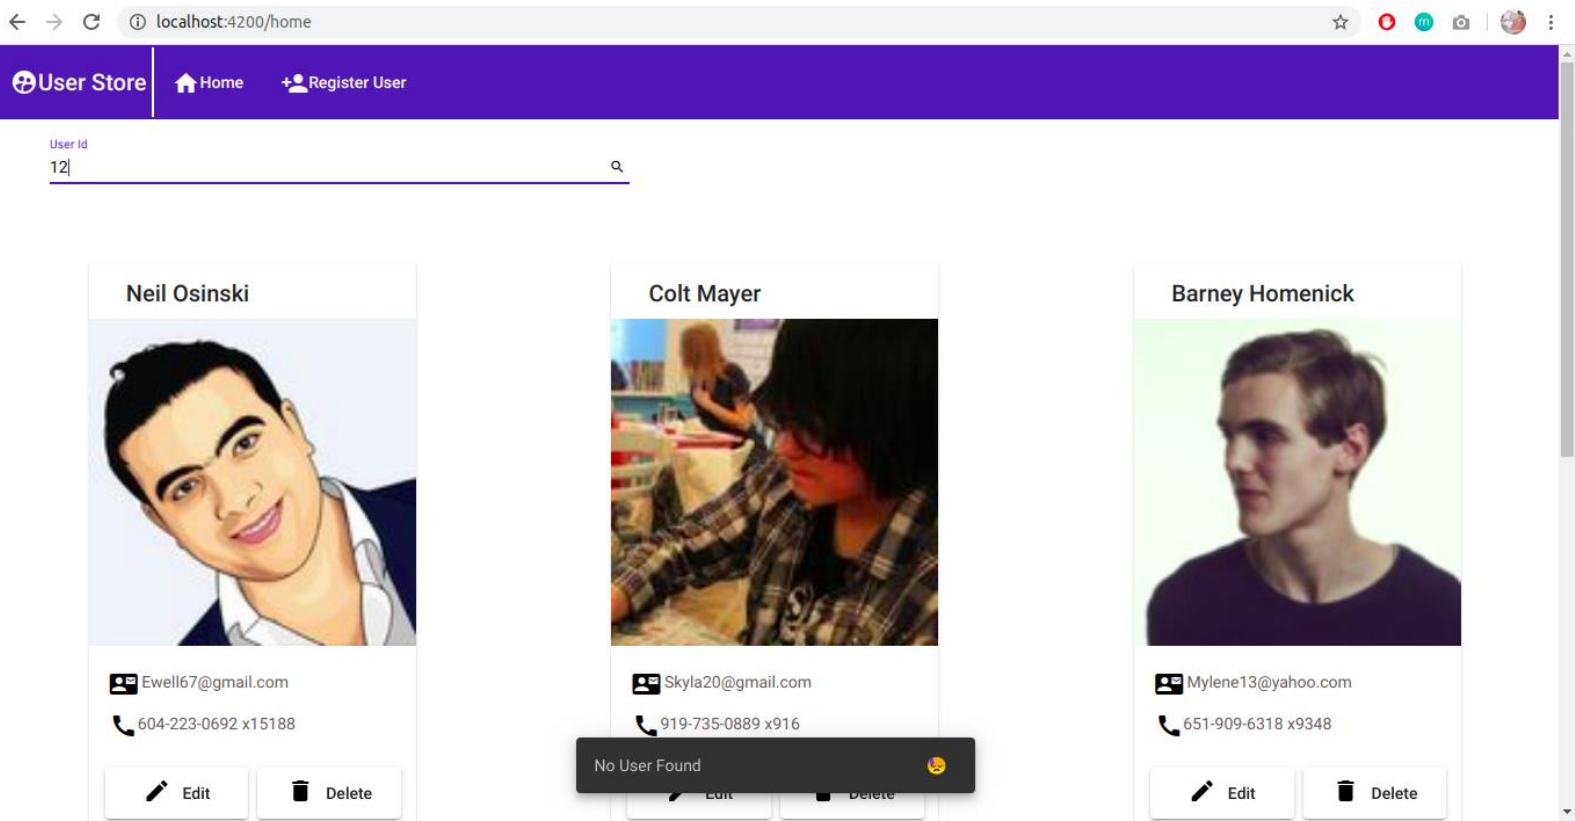 localhost:4200/home
m
User Store
Home
Register User
User Id
12
Neil Osinski
Colt Mayer
Barney Homenick
Ewell67@gmail.com
Skyla20@gmail.com
Mylene13@yahoo.com
604-223-0692 x15188
919-735-0889 x916
651-909-6318 x9348
No User Found
Edit
Delete
Edit
Delete
Edit
Delete